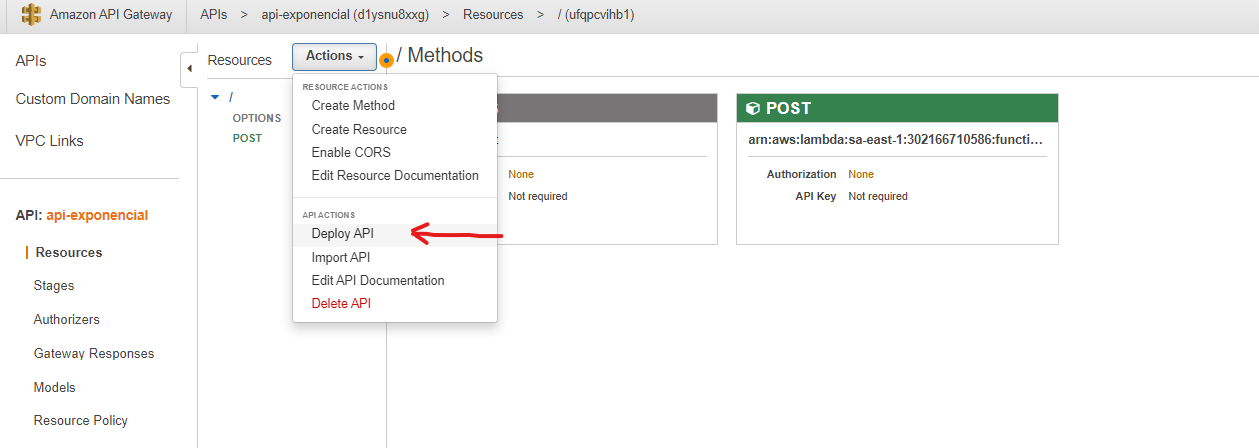 Amazon API Gateway APIs > api-exponencial (d1ysnu8xxg) > Resources > / (ufqpcvihb1)
APIs
Custom Domain Names
VPC Links
API: api-exponencial
Resources
Stages
Authorizers
Gateway Responses
Models
Resource Policy
Resources
/
OPTIONS
POST
Actions
RESOURCE ACTIONS
Create Method
Create Resource
Enable CORS
Edit Resource Documentation
API ACTIONS
Deploy API
Import API
Edit API Documentation
Delete API
/ Methods
None
Not required
POST
arn:aws:lambda:sa-east-1:302166710586:functi...
Authorization None
API Key Not required